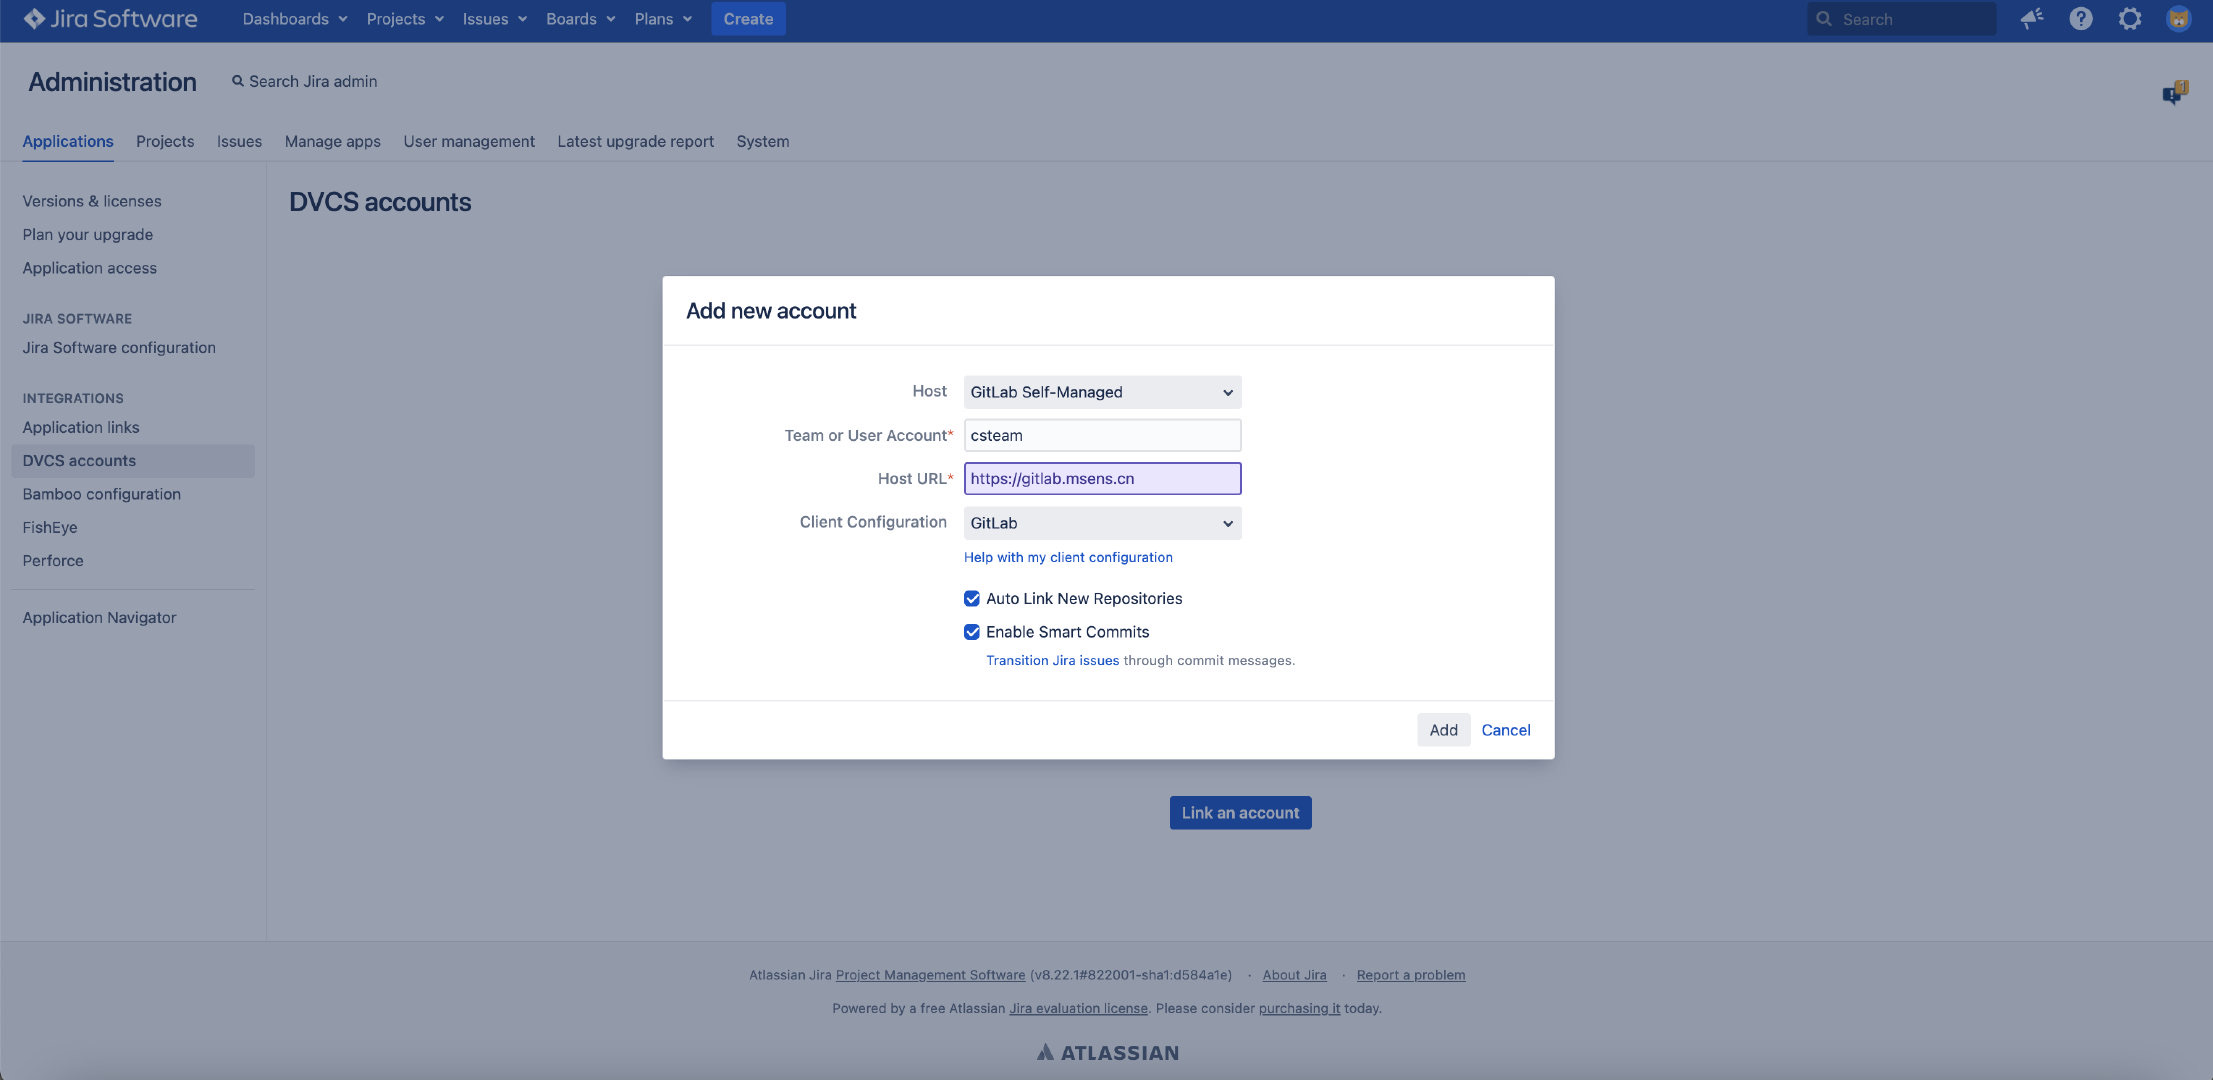 Jira Software Dashboards Projects Issues Boards Plans Create Search
Administration Search Jira admin
Applications Projects Issues Manage apps User management Latest upgrade report System
Versions & licenses
Plan your upgrade
Application access
JIRA SOFTWARE
Jira Software configuration
INTEGRATIONS
Application links
DVCS accounts
Bamboo configuration
FishEye
Perforce
Application Navigator
DVCS accounts
Add new account
Host GitLab Self-Managed
Team or User Account* csteam
Host URL* https://gitlab.msens.cn
Client Configuration GitLab
Help with my client configuration
Auto Link New Repositories
Enable Smart Commits
Transition Jira issues through commit messages.
Add Cancel
Link an account
Atlassian Jira Project Management Software (v8.22.1#822001-sha1:d584a1e) · About Jira · Report a problem
Powered by a free Atlassian Jira evaluation license. Please consider purchasing it today.
ATLASSIAN